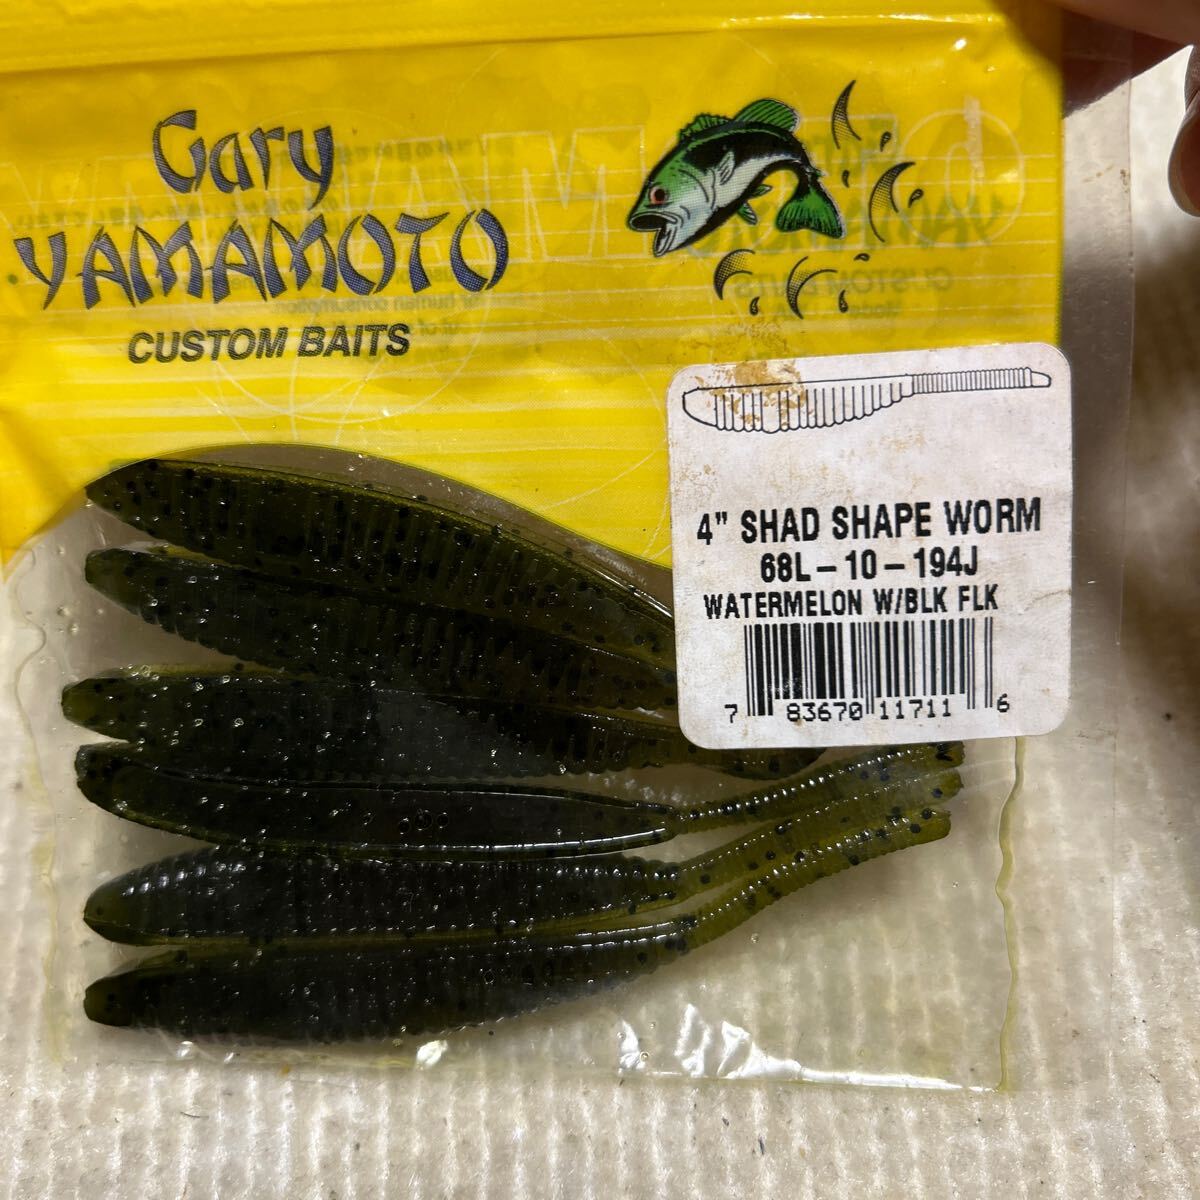 Gary
YAMAMOTO
CUSTOM BAITS
4" SHAD SHAPE WORM
68L-10-194J
WATERMELON W/BLK FLK
7 83670 11711 6